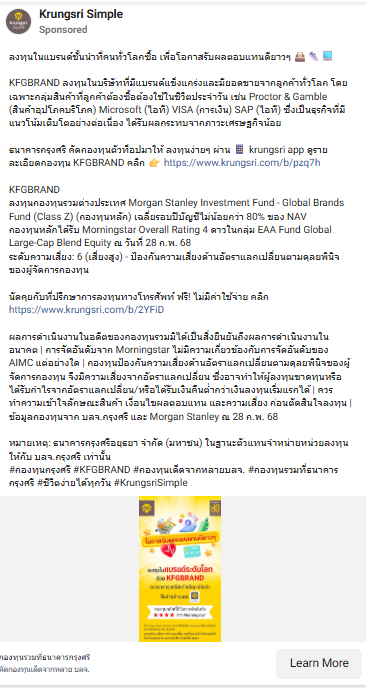 Krungsri Simple
Sponsored
ลงทุนในแบรนด์ชั้นนำที่คนทั่วโลกซื้อ เพื่อโอกาสรับผลตอบแทนดียาวๆ
KFGBRAND ลงทุนในบริษัทที่มีแบรนด์แข็งแกร่งและมียอดขายจากลูกค้าทั่วโลก โดย
เฉพาะกลุ่มสินค้าที่ลูกค้าต้องซื้อต้องใช้ในชีวิตประจำวัน เช่น Proctor & Gamble
(สินค้าอุปโภคบริโภค) Microsoft (ไอที) VISA (การเงิน) SAP (ไอที) ซึ่งเป็นธุรกิจที่มี
แนวโน้มเติบโตอย่างต่อเนื่อง ได้รับผลกระทบจากภาวะเศรษฐกิจน้อย
ธนาคารกรุงศรี คัดกองทุนตัวท็อปมาให้ ลงทุนง่ายๆ ผ่าน krungsri app ดูราย
ละเอียดกองทุน KFGBRAND คลิก https://www.krungsri.com/b/pzq7h
KFGBRAND
ลงทุนกองทุนรวมต่างประเทศ Morgan Stanley Investment Fund - Global Brands
Fund (Class Z) (กองทุนหลัก) เฉลี่ยรอบปีบัญชีไม่น้อยกว่า 80% ของ NAV
กองทุนหลักได้รับ Morningstar Overall Rating 4 ดาวในกลุ่ม EAA Fund Global
Large-Cap Blend Equity ณ วันที่ 28 ก.พ. 68
ระดับความเสี่ยง: 6 (เสี่ยงสูง) - ป้องกันความเสี่ยงด้านอัตราแลกเปลี่ยนตามดุลยพินิจ
ของผู้จัดการกองทุน
นัดคุยกับที่ปรึกษาการลงทุนทางโทรศัพท์ ฟรี! ไม่มีค่าใช้จ่าย คลิก
https://www.krungsri.com/b/2YFiD
ผลการดำเนินงานในอดีตของกองทุนรวมมิได้เป็นสิ่งยืนยันถึงผลการดำเนินงานใน
อนาคต | การจัดอันดับจาก Morningstar ไม่มีความเกี่ยวข้องกับการจัดอันดับของ
AIMC แต่อย่างใด | กองทุนป้องกันความเสี่ยงด้านอัตราแลกเปลี่ยนตามดุลยพินิจของผู้
จัดการกองทุน จึงมีความเสี่ยงจากอัตราแลกเปลี่ยน ซึ่งอาจทำให้ผู้ลงทุนขาดทุนหรือ
ได้รับกำไรจากอัตราแลกเปลี่ยน/หรือได้รับเงินคืนต่ำกว่าเงินลงทุนเริ่มแรกได้ | ควร
ทำความเข้าใจลักษณะสินค้า เงื่อนไขผลตอบแทน และความเสี่ยง ก่อนตัดสินใจลงทุน |
ข้อมูลกองทุนจาก บลจ.กรุงศรี และ Morgan Stanley ณ 28 ก.พ. 68
หมายเหตุ: ธนาคารกรุงศรีอยุธยา จำกัด (มหาชน) ในฐานะตัวแทนจำหน่ายหน่วยลงทุน
ให้กับ บลจ.กรุงศรี เท่านั้น
#กองทุนกรุงศรี #KFGBRAND #กองทุนเด็ดจากหลายบลจ. #กองทุนรวมที่ธนาคาร
กรุงศรี #ชีวิตง่ายได้ทุกวัน #KrungsriSimple
โอกาสรับผลตอบแทนดียาวๆ
ลงทุนในแบรนด์ระดับโลก
ด้วย KFGBRAND
กองทุนรวมที่ธนาคารกรุงศรี
คัดกองทุนเด็ดจากหลาย บลจ.
Learn More